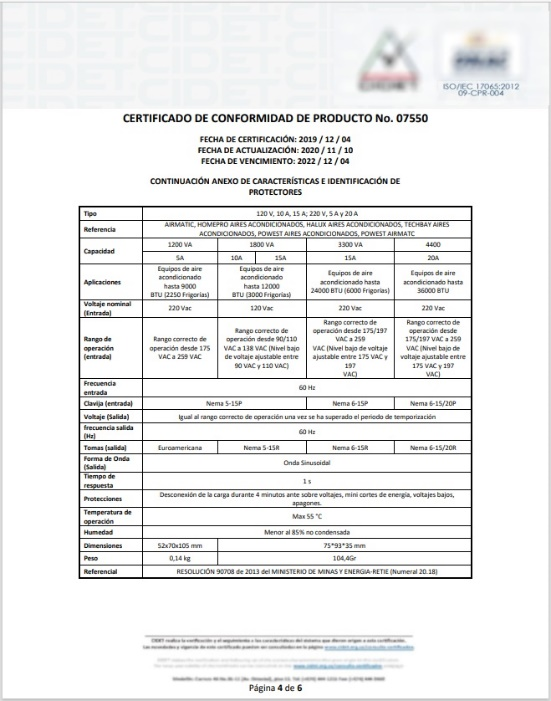 ISO/IEC 17065:2012
09-CPR-004
CERTIFICADO DE CONFORMIDAD DE PRODUCTO No. 07550
FECHA DE CERTIFICACIÓN: 2019 / 12 / 04
FECHA DE ACTUALIZACIÓN: 2020 / 11 / 10
FECHA DE VENCIMIENTO: 2022 / 12 / 04
CONTINUACIÓN ANEXO DE CARACTERÍSTICAS E IDENTIFICACIÓN DE
PROTECTORES
Tipo 120 V, 10 A, 15 A; 220 V, 5 A y 20 A
Referencia AIRMATIC, HOMEPRO AIRES ACONDICIONADOS, HALUX AIRES ACONDICIONADOS, TECHBAY AIRES
ACONDICIONADOS, POWEST AIRES ACONDICIONADOS, POWEST AIRMATC
Capacidad 1200 VA 1800 VA 3300 VA 4400
5A 10A 15A 15A 20A
Aplicaciones
Equipos de aire
acondicionado
hasta 9000
BTU (2250 Frigorías)
Equipos de aire
acondicionado
hasta 12000
BTU (3000 Frigorías)
Equipos de aire
acondicionado hasta
24000 BTU (6000 Frigorías)
Equipos de aire
acondicionado hasta
36000 BTU
Voltaje nominal
(Entrada)
220 Vac 120 Vac 220 Vac 220 Vac
Rango de
operación
(entrada)
Rango correcto de
operación desde 175
VAC a 259 VAC
Rango correcto de
operación desde 90/110
VAC a 138 VAC (Nivel bajo
de voltaje ajustable entre
90 VAC y 110 VAC)
Rango correcto de
operación desde 175/197
VAC a 259
VAC (Nivel bajo de voltaje
ajustable entre 175 VAC y
197
VAC)
Rango correcto de
operación desde
175/197 VAC a 259
VAC (Nivel bajo de
voltaje ajustable entre
175 VAC y 197
VAC)
Frecuencia
entrada
60 Hz
Clavija (entrada) Nema 5-15P Nema 6-15P Nema 6-15/20P
Voltaje (Salida) Igual al rango correcto de operación una vez se ha superado el periodo de temporización
frecuencia salida
(Hz)
60 Hz
Tomas (salida) Euroamericana Nema 5-15R Nema 6-15R Nema 6-15/20R
Forma de Onda
(Salida)
Onda Sinusoidal
Tiempo de
respuesta
1 s
Protecciones Desconexión de la carga durante 4 minutos ante sobre voltajes, mini cortes de energía, voltajes bajos,
apagones.
Temperatura de
operación
Max 55 °C
Humedad Menor al 85% no condensada
Dimensiones 52x70x105 mm 75*93*35 mm
Peso 0,14 kg 104,4Gr
Referencial RESOLUCIÓN 90708 de 2013 del MINISTERIO DE MINAS Y ENERGIA-RETIE (Numeral 20.18)
Página 4 de 6